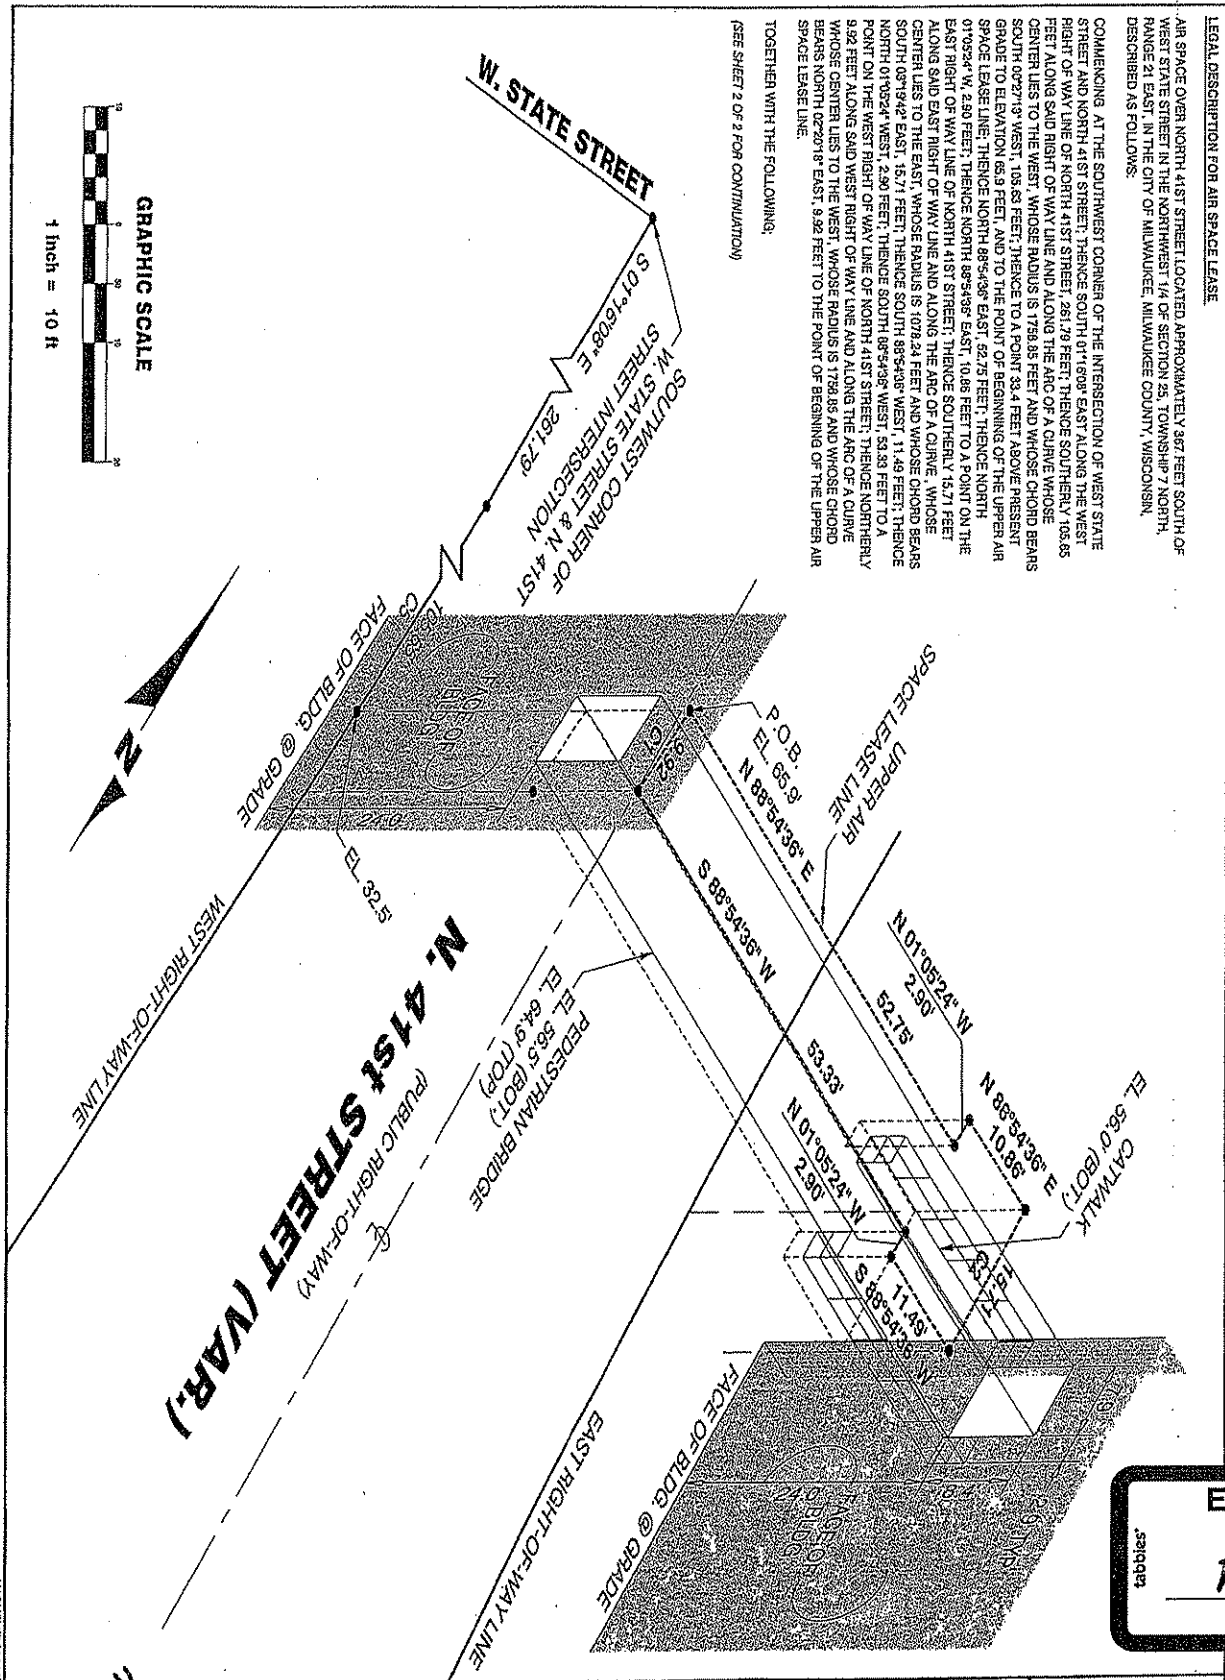 LEGAL DESCRIPTION FOR AIR SPACE LEASE
AIR SPACE OVER NORTH 41ST STREET LOCATED APPROXIMATELY 367 FEET SOUTH OF
WEST STATE STREET IN THE NORTHWEST 1/4 OF SECTION 25, TOWNSHIP 7 NORTH,
RANGE 21 EAST, IN THE CITY OF MILWAUKEE, MILWAUKEE COUNTY, WISCONSIN,
DESCRIBED AS FOLLOWS:
COMMENCING AT THE SOUTHWEST CORNER OF THE INTERSECTION OF WEST STATE
STREET AND NORTH 41ST STREET; THENCE SOUTH 01°16'08" EAST ALONG THE WEST
RIGHT OF WAY LINE OF NORTH 41ST STREET, 261.79 FEET; THENCE SOUTHERLY 105.65
FEET ALONG SAID RIGHT OF WAY LINE AND ALONG THE ARC OF A CURVE WHOSE
CENTER LIES TO THE WEST, WHOSE RADIUS IS 1758.85 FEET AND WHOSE CHORD BEARS
SOUTH 00°27'13" WEST, 105.63 FEET; THENCE TO A POINT 33.4 FEET ABOVE PRESENT
GRADE TO ELEVATION 65.9 FEET, AND TO THE POINT OF BEGINNING OF THE UPPER AIR
SPACE LEASE LINE; THENCE NORTH 88°54'36" EAST, 52.75 FEET; THENCE NORTH
01°05'24" W, 2.90 FEET; THENCE NORTH 88°54'36" EAST, 10.86 FEET TO A POINT ON THE
EAST RIGHT OF WAY LINE OF NORTH 41ST STREET; THENCE SOUTHERLY 15.71 FEET
ALONG SAID EAST RIGHT OF WAY LINE AND ALONG THE ARC OF A CURVE , WHOSE
CENTER LIES TO THE EAST, WHOSE RADIUS IS 1078.24 FEET AND WHOSE CHORD BEARS
SOUTH 03°19'42" EAST, 15.71 FEET; THENCE SOUTH 88°54'36" WEST, 11.49 FEET; THENCE
NORTH 01°05'24" WEST, 2.90 FEET; THENCE SOUTH 88°54'36" WEST, 53.33 FEET TO A
POINT ON THE WEST RIGHT OF WAY LINE OF NORTH 41ST STREET; THENCE NORTHERLY
9.92 FEET ALONG SAID WEST RIGHT OF WAY LINE AND ALONG THE ARC OF A CURVE
WHOSE CENTER LIES TO THE WEST, WHOSE RADIUS IS 1758.85 AND WHOSE CHORD
BEARS NORTH 02°20'18" EAST, 9.92 FEET TO THE POINT OF BEGINING OF THE UPPER AIR
SPACE LEASE LINE.
TOGETHER WITH THE FOLLOWING:
(SEE SHEET 2 OF 2 FOR CONTINUATION)
W. STATE STREET
S 01°16'08" E
261.79'
SOUTHWEST CORNER OF
W. STATE STREET & N. 41ST
STREET INTERSECTION
105.63
C5
FACE OF BLDG. @ GRADE
FACE OF
BLDG
EL. 32.5'
P.O.B.
EL. 65.9'
9.92'
C1
N 88°54'36" E
52.75'
UPPER AIR
SPACE LEASE LINE
S 88°54'36" W
53.33'
N 01°05'24" W
2.90'
N 86°54'36" E
10.86'
EL. 56.0' (BOT.)
CATWALK
N 01°05'24" W
2.90'
15.71
11.49'
S 88°54'36" W
PEDESTRIAN BRIDGE
EL. 56.5' (BOT.)
EL. 64.9' (TOP)
N. 41st STREET (VAR.)
(PUBLIC RIGHT-OF-WAY)
WEST RIGHT-OF-WAY LINE
EAST RIGHT-OF-WAY LINE
FACE OF BLDG. @ GRADE
FACE OF
BLDG
N
GRAPHIC SCALE
1 inch = 10 ft
tabbies'